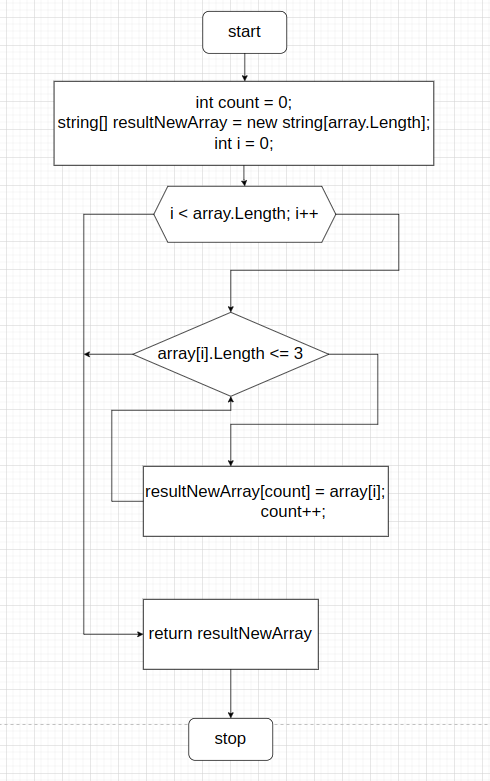 start
int count = 0;
string[] resultNewArray = new string[array.Length];
int i = 0;
i < array.Length; i++
array[i].Length <= 3
resultNewArray[count] = array[i];
count++;
return resultNewArray
stop